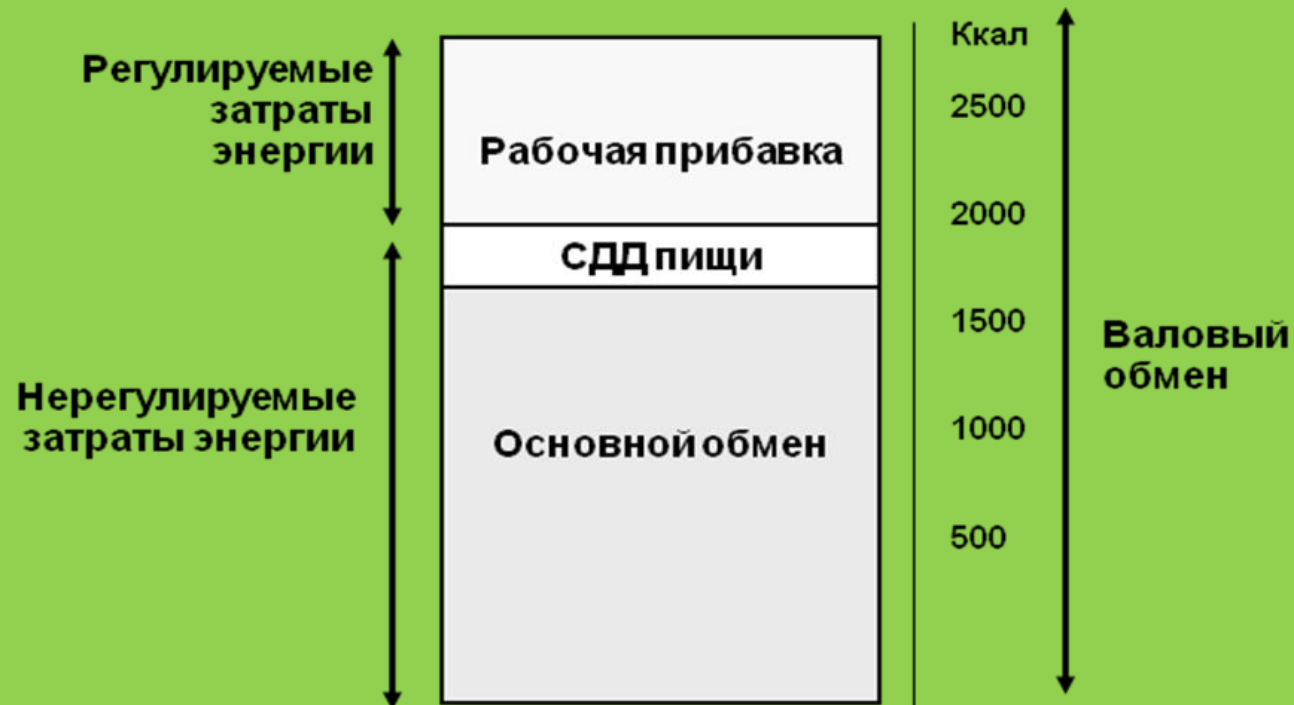 Регулируемые
затраты
энергии
Рабочая прибавка
СДД пищи
Нерегулируемые
затраты энергии
Основной обмен
Ккал
2500
2000
1500
1000
500
Валовый
обмен